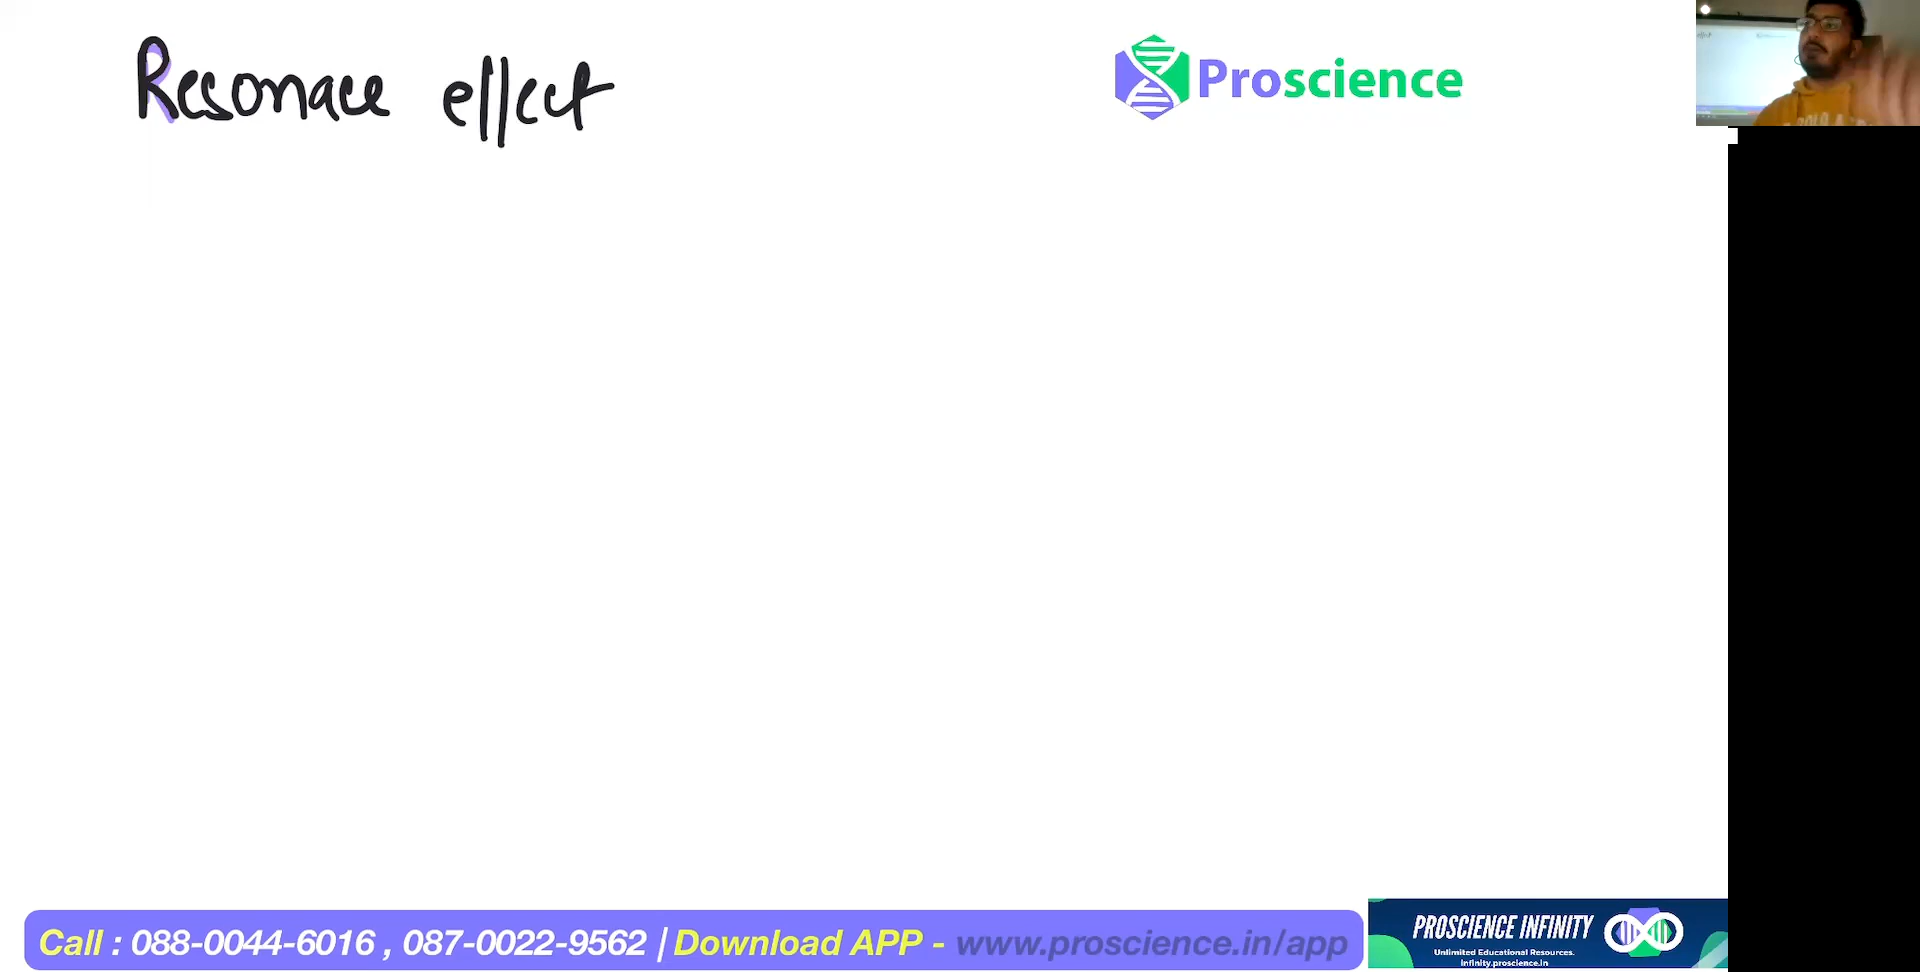 Resonace effect
Proscience
Call : 088-0044-6016 , 087-0022-9562 | Download APP - www.proscience.in/app
PROSCIENCE INFINITY
Unlimited Educational Resources.
infinity.proscience.in